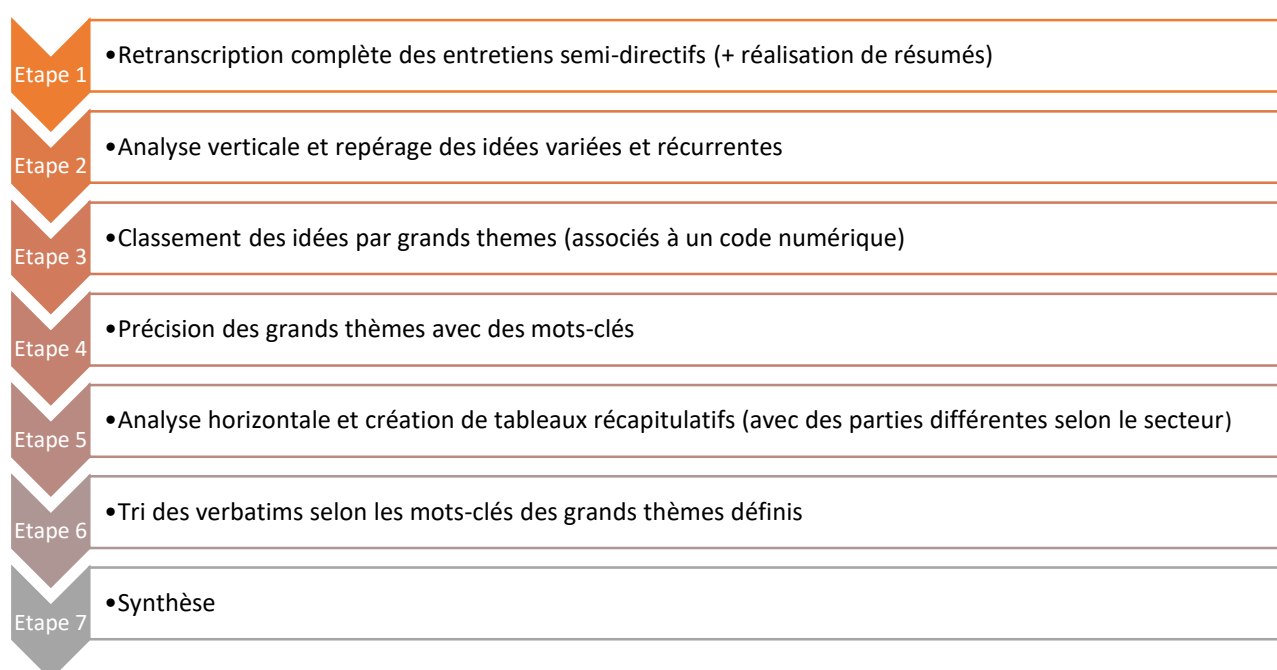 Etape 1
•Retranscription complète des entretiens semi-directifs (+ réalisation de résumés)
Etape 2
•Analyse verticale et repérage des idées variées et récurrentes
Etape 3
•Classement des idées par grands themes (associés à un code numérique)
Etape 4
•Précision des grands thèmes avec des mots-clés
Etape 5
•Analyse horizontale et création de tableaux récapitulatifs (avec des parties différentes selon le secteur)
Etape 6
•Tri des verbatims selon les mots-clés des grands thèmes définis
Etape 7
•Synthèse